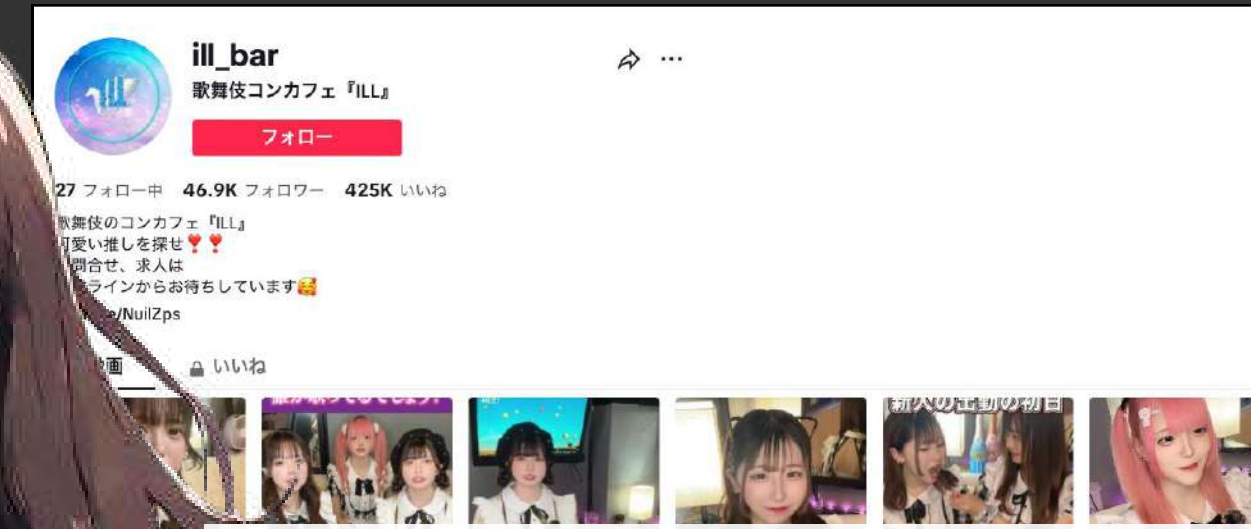 ill
ill_bar
歌舞伎コンカフェ『ILL』
フォロー
27 フォロー中 46.9K フォロワー 425K いいね
歌舞伎のコンカフェ『ILL』
可愛い推しを探せ❣️❣️
問合せ、求人は
ラインからお待ちしています🥰
/NuilZps
画
いいね
新人の出勤の初日